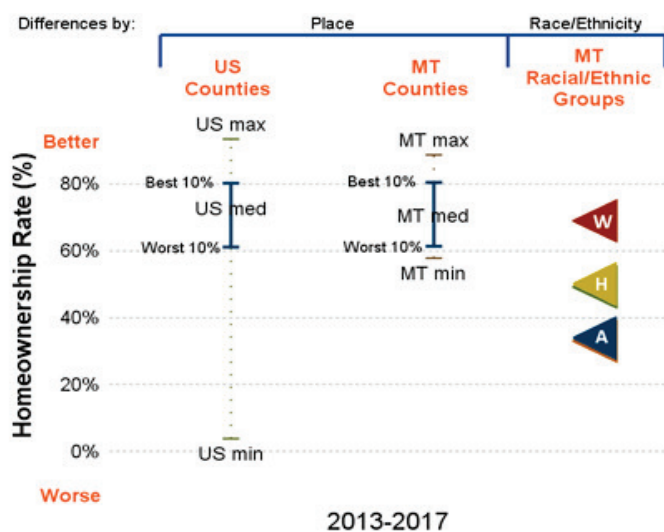 Differences by:
Place
Race/Ethnicity
US
Counties
MT
Counties
MT
Racial/Ethnic
Groups
Better
US max
MT max
80%
Best 10%
Best 10%
US med
MT med
W
60%
Worst 10%
Worst 10%
MT min
H
40%
A
20%
0%
US min
Worse
Homeownership Rate (%)
2013-2017